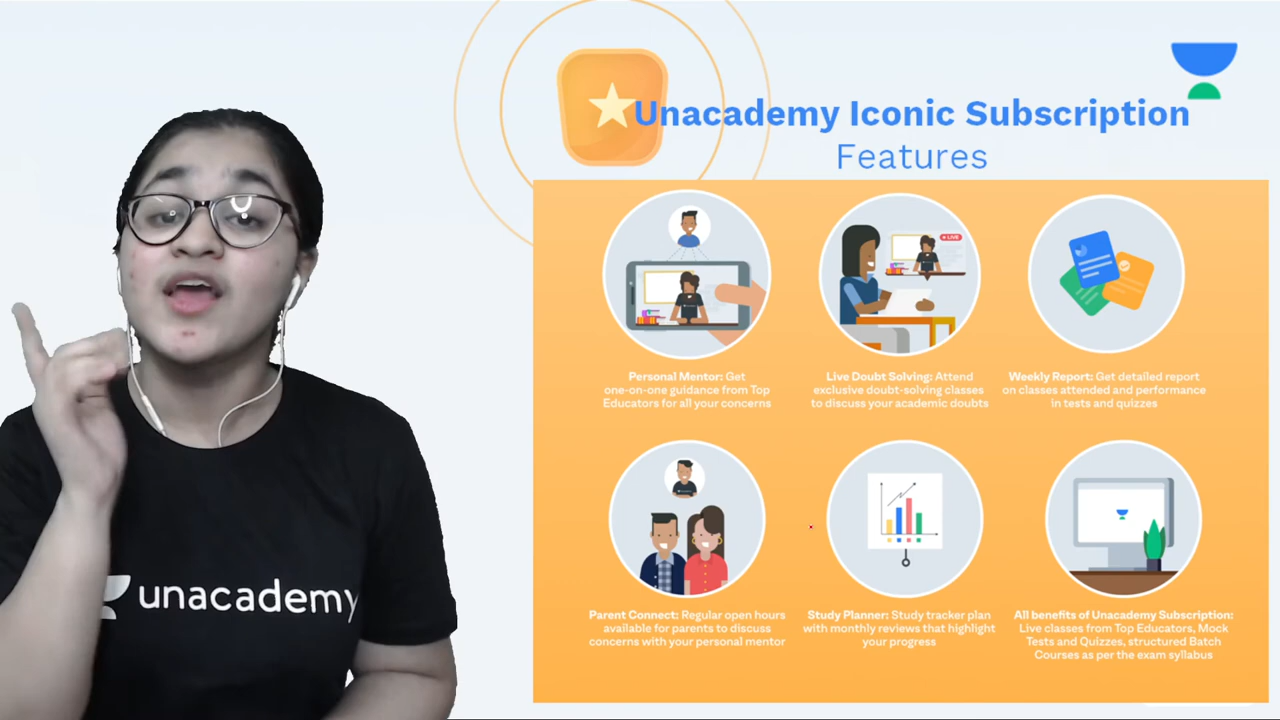 Unacademy Iconic Subscription
Features
LIVE
Personal Mentor: Get
one-on-one guidance from Top
Educators for all your concerns
Live Doubt Solving: Attend
exclusive doubt-solving classes
to discuss your academic doubts
Weekly Report: Get detailed report
on classes attended and performance
in tests and quizzes
Parent Connect: Regular open hours
available for parents to discuss
concerns with your personal mentor
Study Planner: Study tracker plan
with monthly reviews that highlight
your progress
All benefits of Unacademy Subscription:
Live classes from Top Educators, Mock
Tests and Quizzes, structured Batch
Courses as per the exam syllabus
unacademy